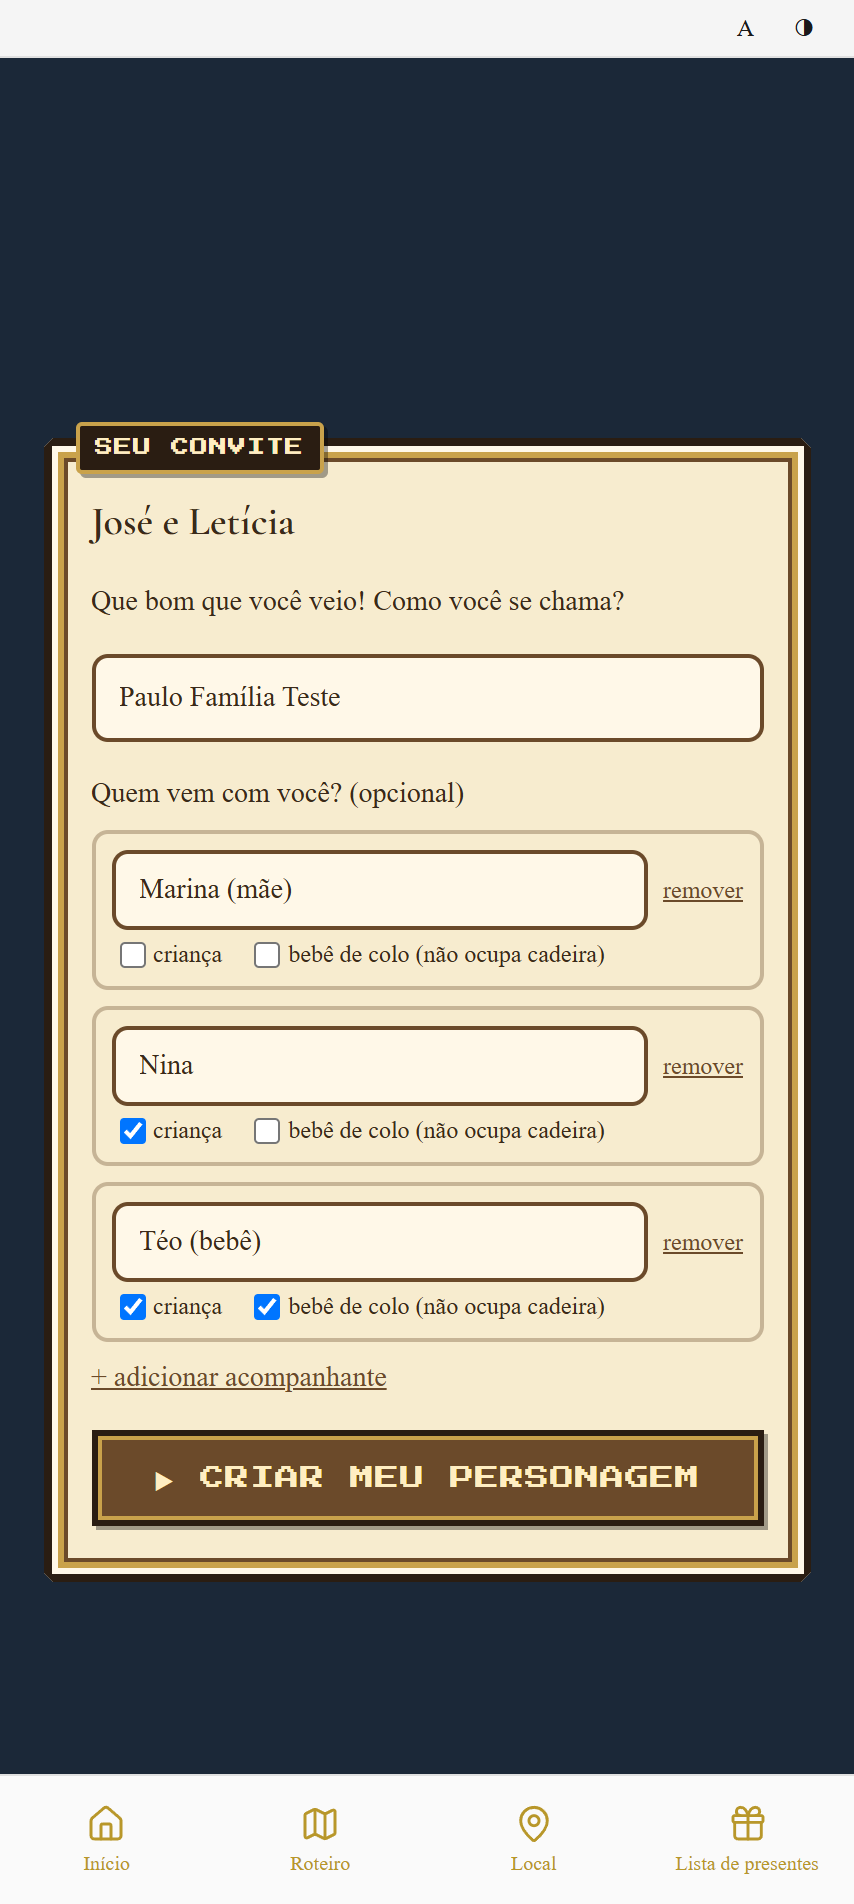 A
SEU CONVITE
José e Letícia
Que bom que você veio! Como você se chama?
Paulo Família Teste
Quem vem com você? (opcional)
Marina (mãe)
remover
criança
bebê de colo (não ocupa cadeira)
Nina
remover
criança
bebê de colo (não ocupa cadeira)
Téo (bebê)
remover
criança
bebê de colo (não ocupa cadeira)
+ adicionar acompanhante
▸ CRIAR MEU PERSONAGEM
Início
Roteiro
Local
Lista de presentes